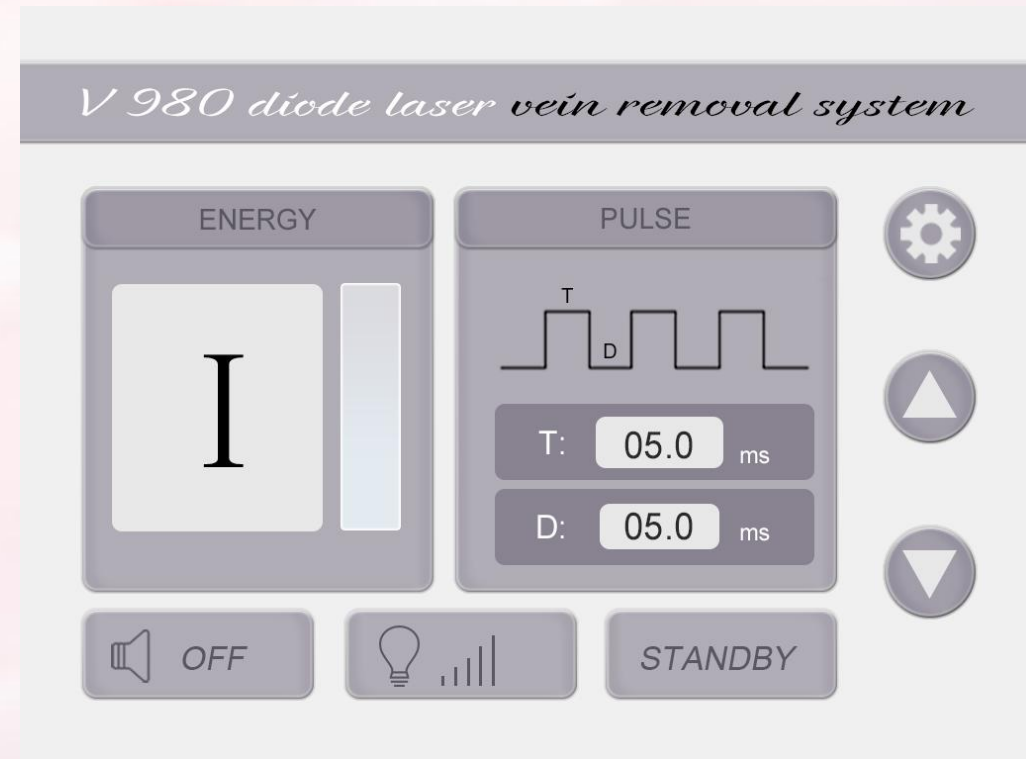 V 980 diode laser vein removal system
ENERGY
PULSE
I
T
D
T: 05.0 ms
D: 05.0 ms
OFF
STANDBY